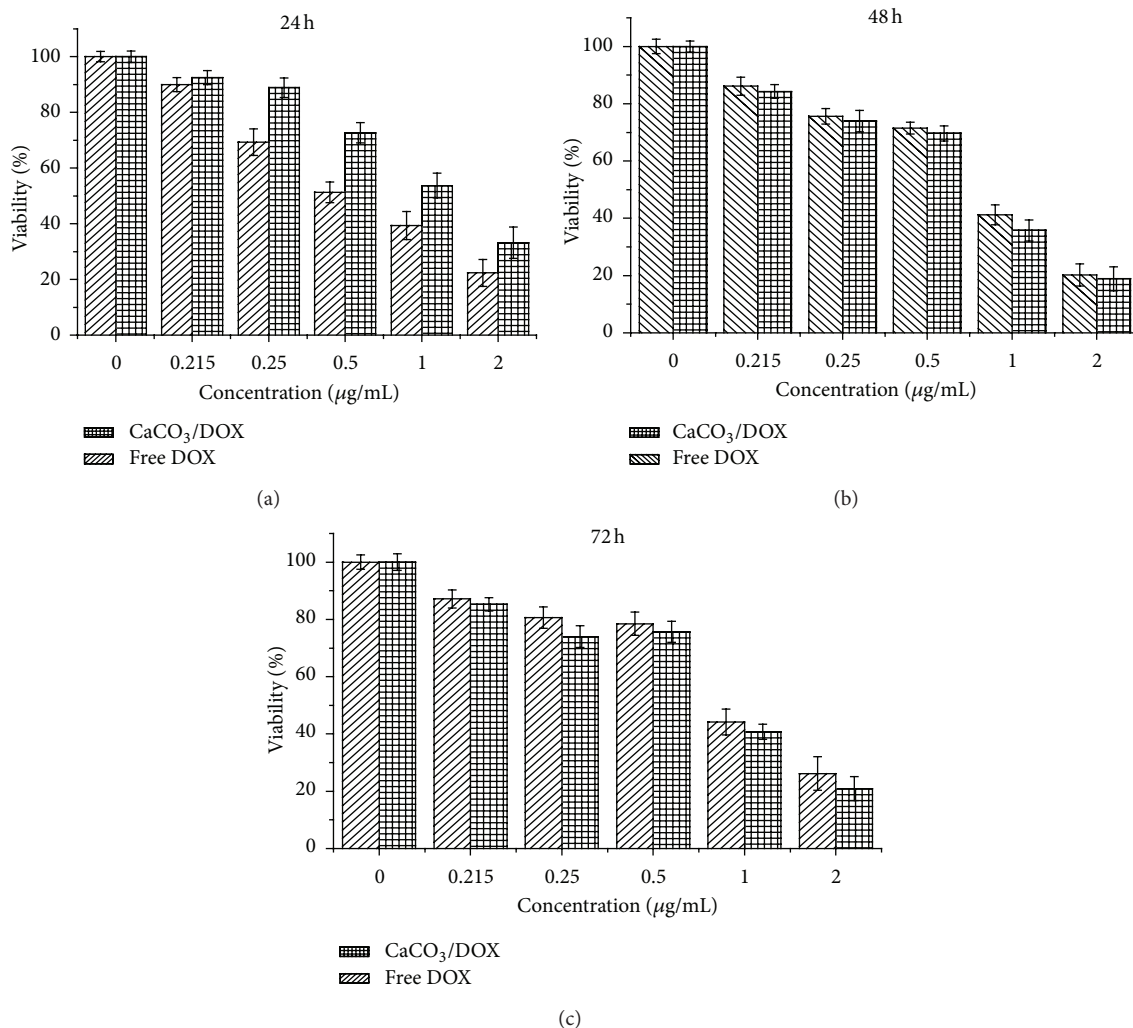 24 h
100
80
60
40
20
0
Viability (%)
0 0.215 0.25 0.5 1 2
Concentration (μg/mL)
CaCO₃/DOX
Free DOX
(a)
48 h
100
80
60
40
20
0
Viability (%)
0 0.215 0.25 0.5 1 2
Concentration (μg/mL)
CaCO₃/DOX
Free DOX
(b)
72 h
100
80
60
40
20
0
Viability (%)
0 0.215 0.25 0.5 1 2
Concentration (μg/mL)
CaCO₃/DOX
Free DOX
(c)